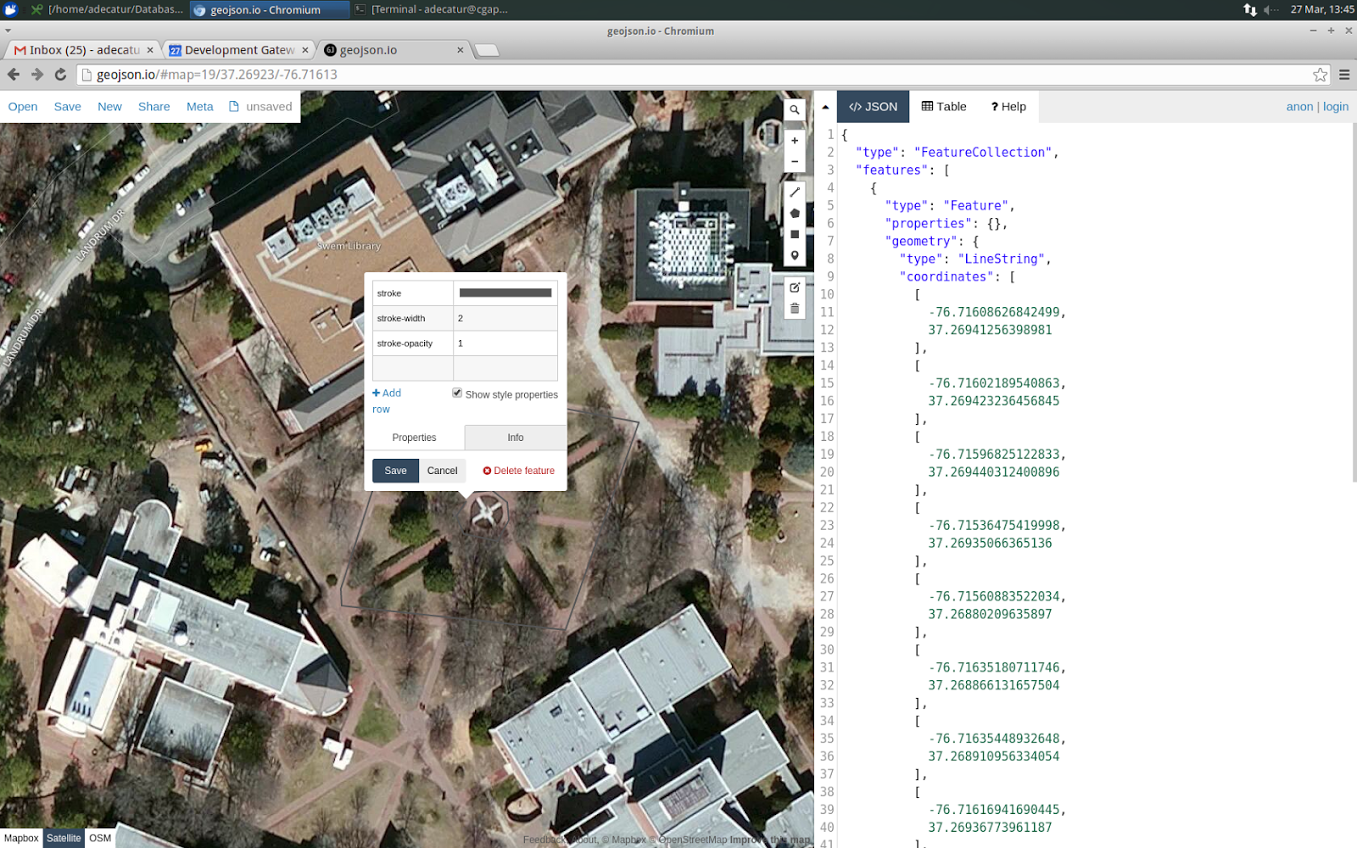 [/home/adecatur/Databas... geojson.io - Chromium [Terminal - adecatur@cgap... 27 Mar, 13:45
geojson.io - Chromium
Inbox (25) - adecatu 27 Development Gatew geojson.io
geojson.io/#map=19/37.26923/-76.71613
Open Save New Share Meta unsaved
</> JSON Table ? Help anon | login
LANDRUM DR
LANDRUM DR
Swem Library
stroke
stroke-width 2
stroke-opacity 1
+ Add row
Show style properties
Properties Info
Save Cancel Delete feature
Mapbox Satellite OSM
Feedback About, © Mapbox © OpenStreetMap Improve this map
1 {
2 "type": "FeatureCollection",
3 "features": [
4 {
5 "type": "Feature",
6 "properties": {},
7 "geometry": {
8 "type": "LineString",
9 "coordinates": [
10 [
11 -76.71608626842499,
12 37.26941256398981
13 ],
14 [
15 -76.71602189540863,
16 37.269423236456845
17 ],
18 [
19 -76.71596825122833,
20 37.269440312400896
21 ],
22 [
23 -76.71536475419998,
24 37.26935066365136
25 ],
26 [
27 -76.71560883522034,
28 37.26880209635897
29 ],
30 [
31 -76.71635180711746,
32 37.268866131657504
33 ],
34 [
35 -76.71635448932648,
36 37.268910956334054
37 ],
38 [
39 -76.71616941690445,
40 37.26936773961187
41 ],